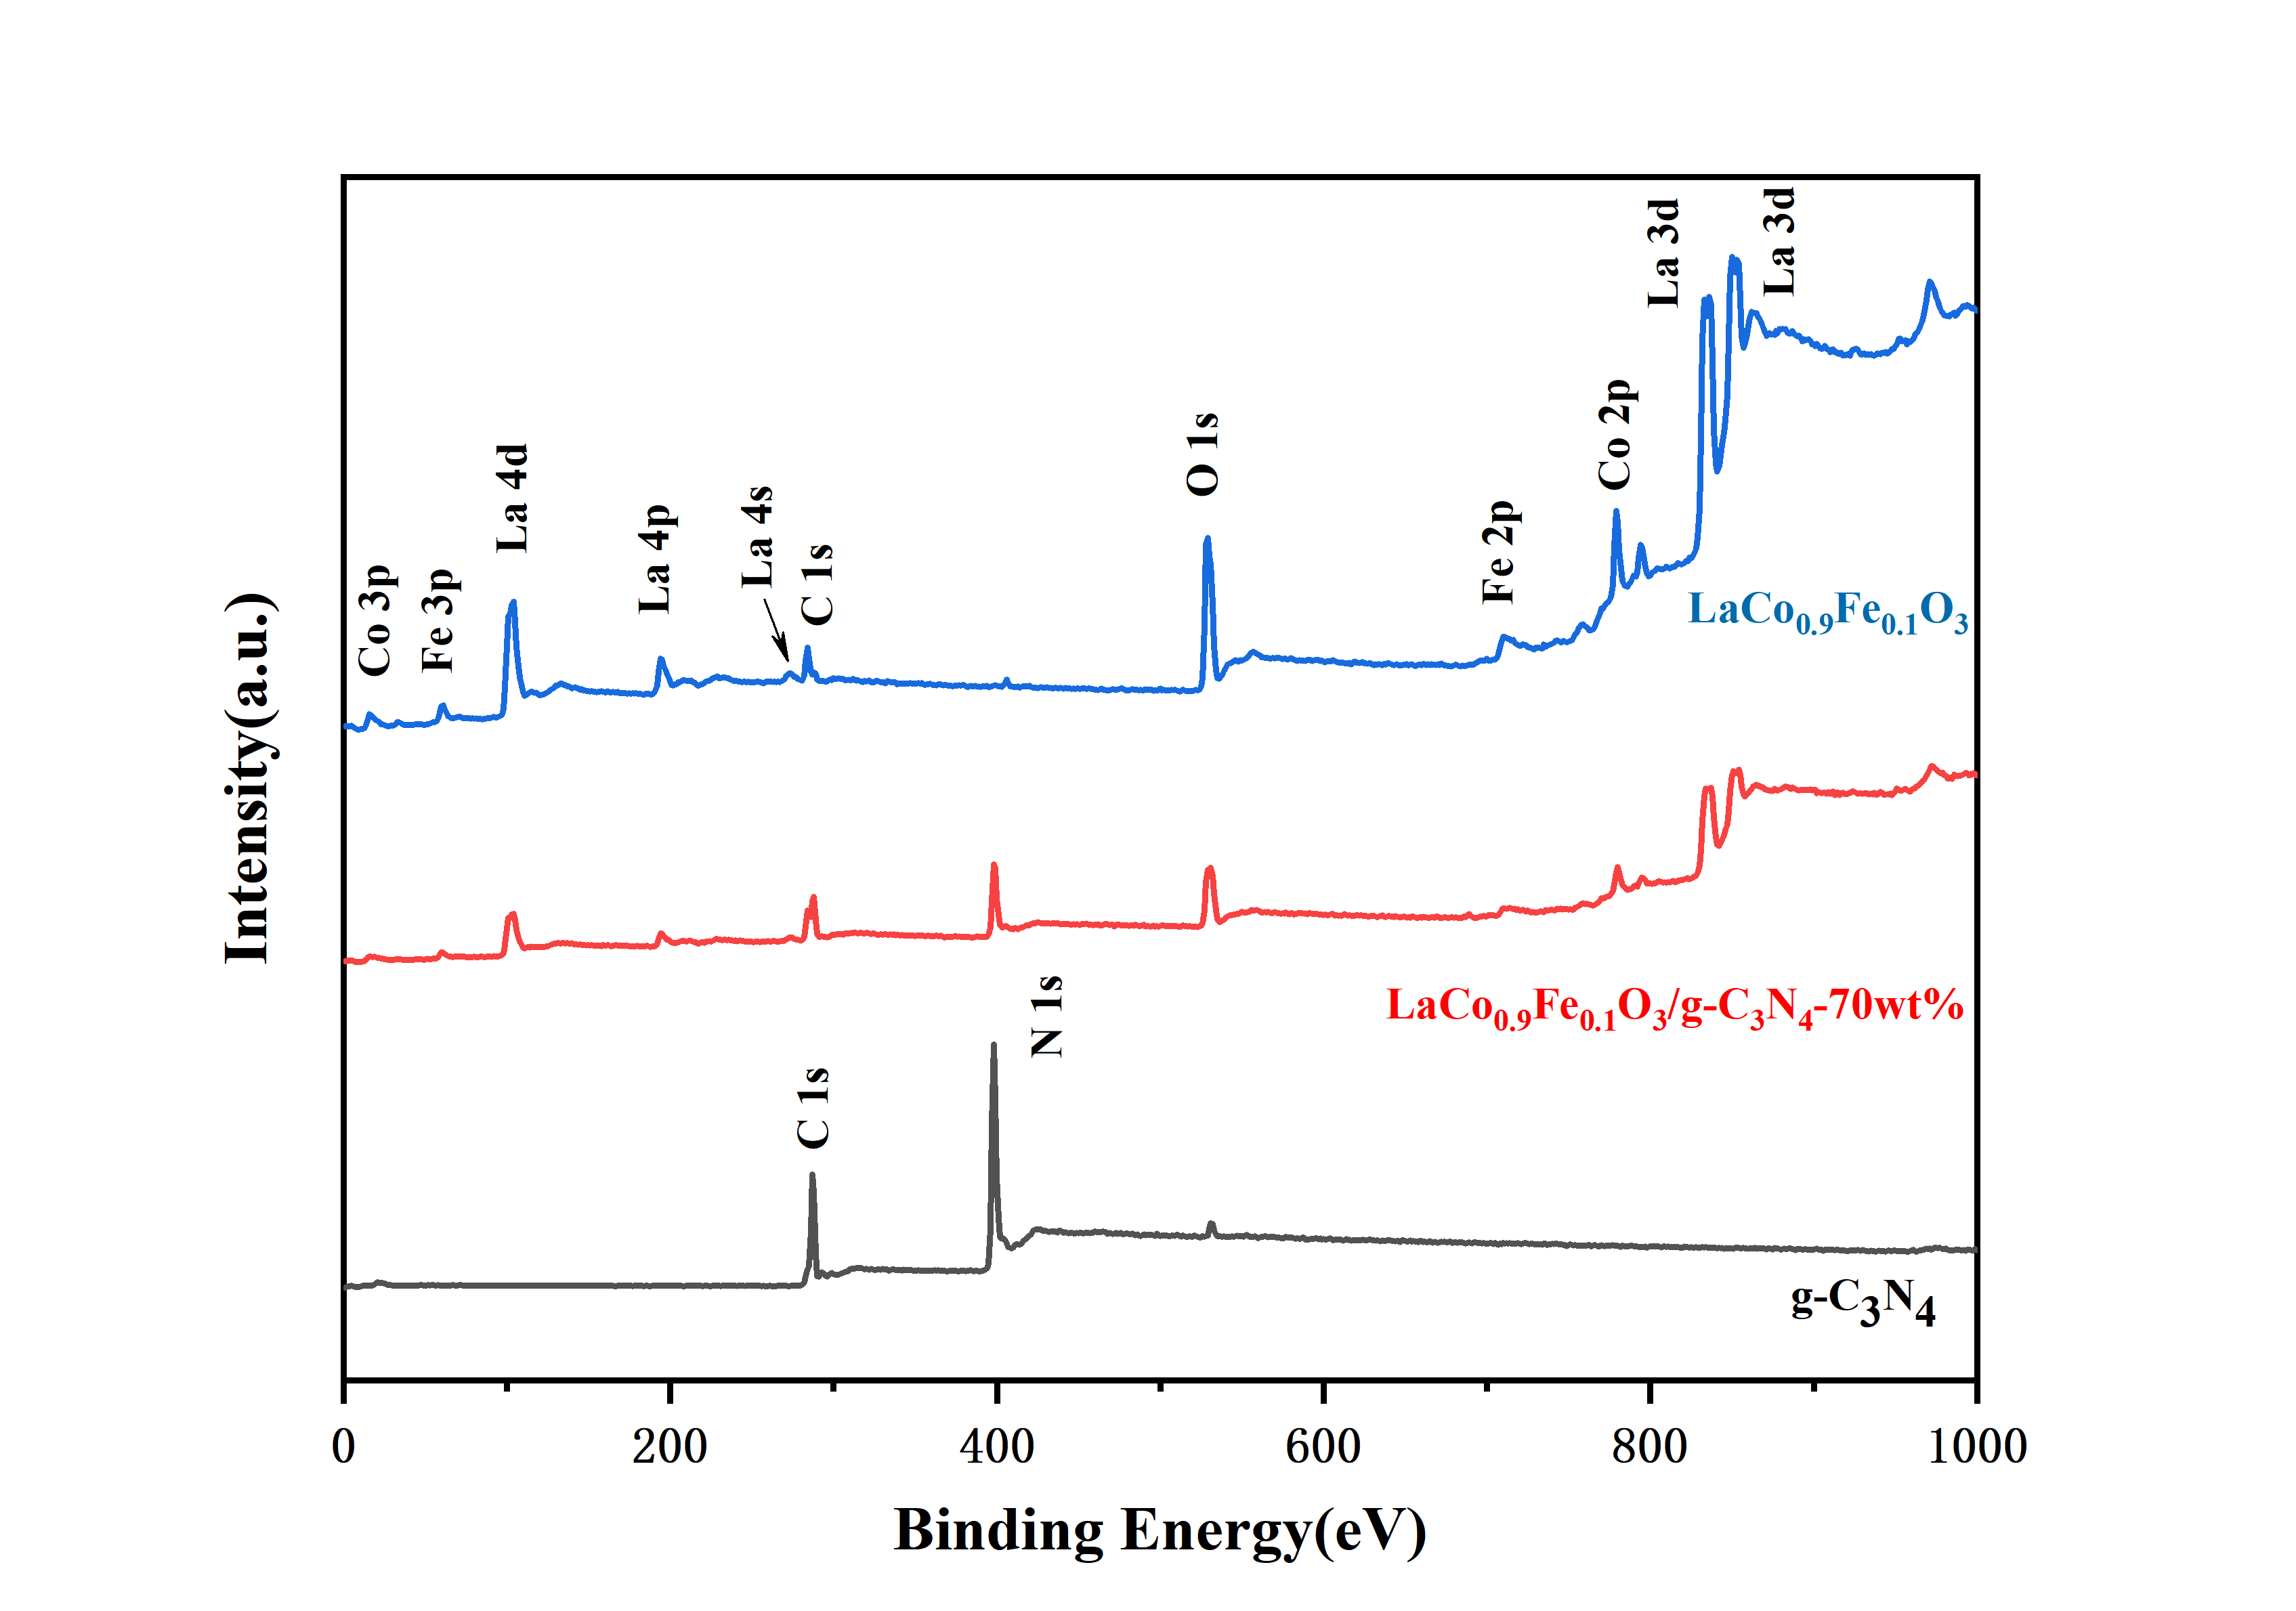 La 3d
La 3d
Co 2p
O 1s
La 4d
La 4s
Fe 2p
La 4p
C 1s
Co 3p
Fe 3p
LaCo₀.₉Fe₀.₁O₃
Intensity(a.u.)
N 1s
LaCo₀.₉Fe₀.₁O₃/g-C₃N₄-70wt%
C 1s
g-C₃N₄
0 200 400 600 800 1000
Binding Energy(eV)